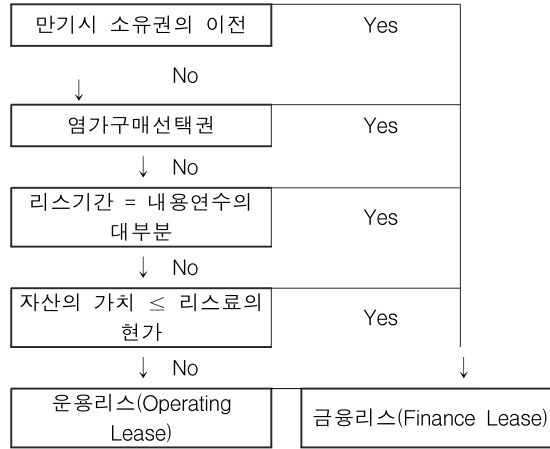 만기시 소유권의 이전 Yes
No
↓
염가구매선택권 Yes
↓ No
리스기간 = 내용연수의
대부분
Yes
↓ No
자산의 가치 ≤ 리스료의
현가
Yes
↓ No ↓
운용리스(Operating
Lease)
금융리스(Finance Lease)